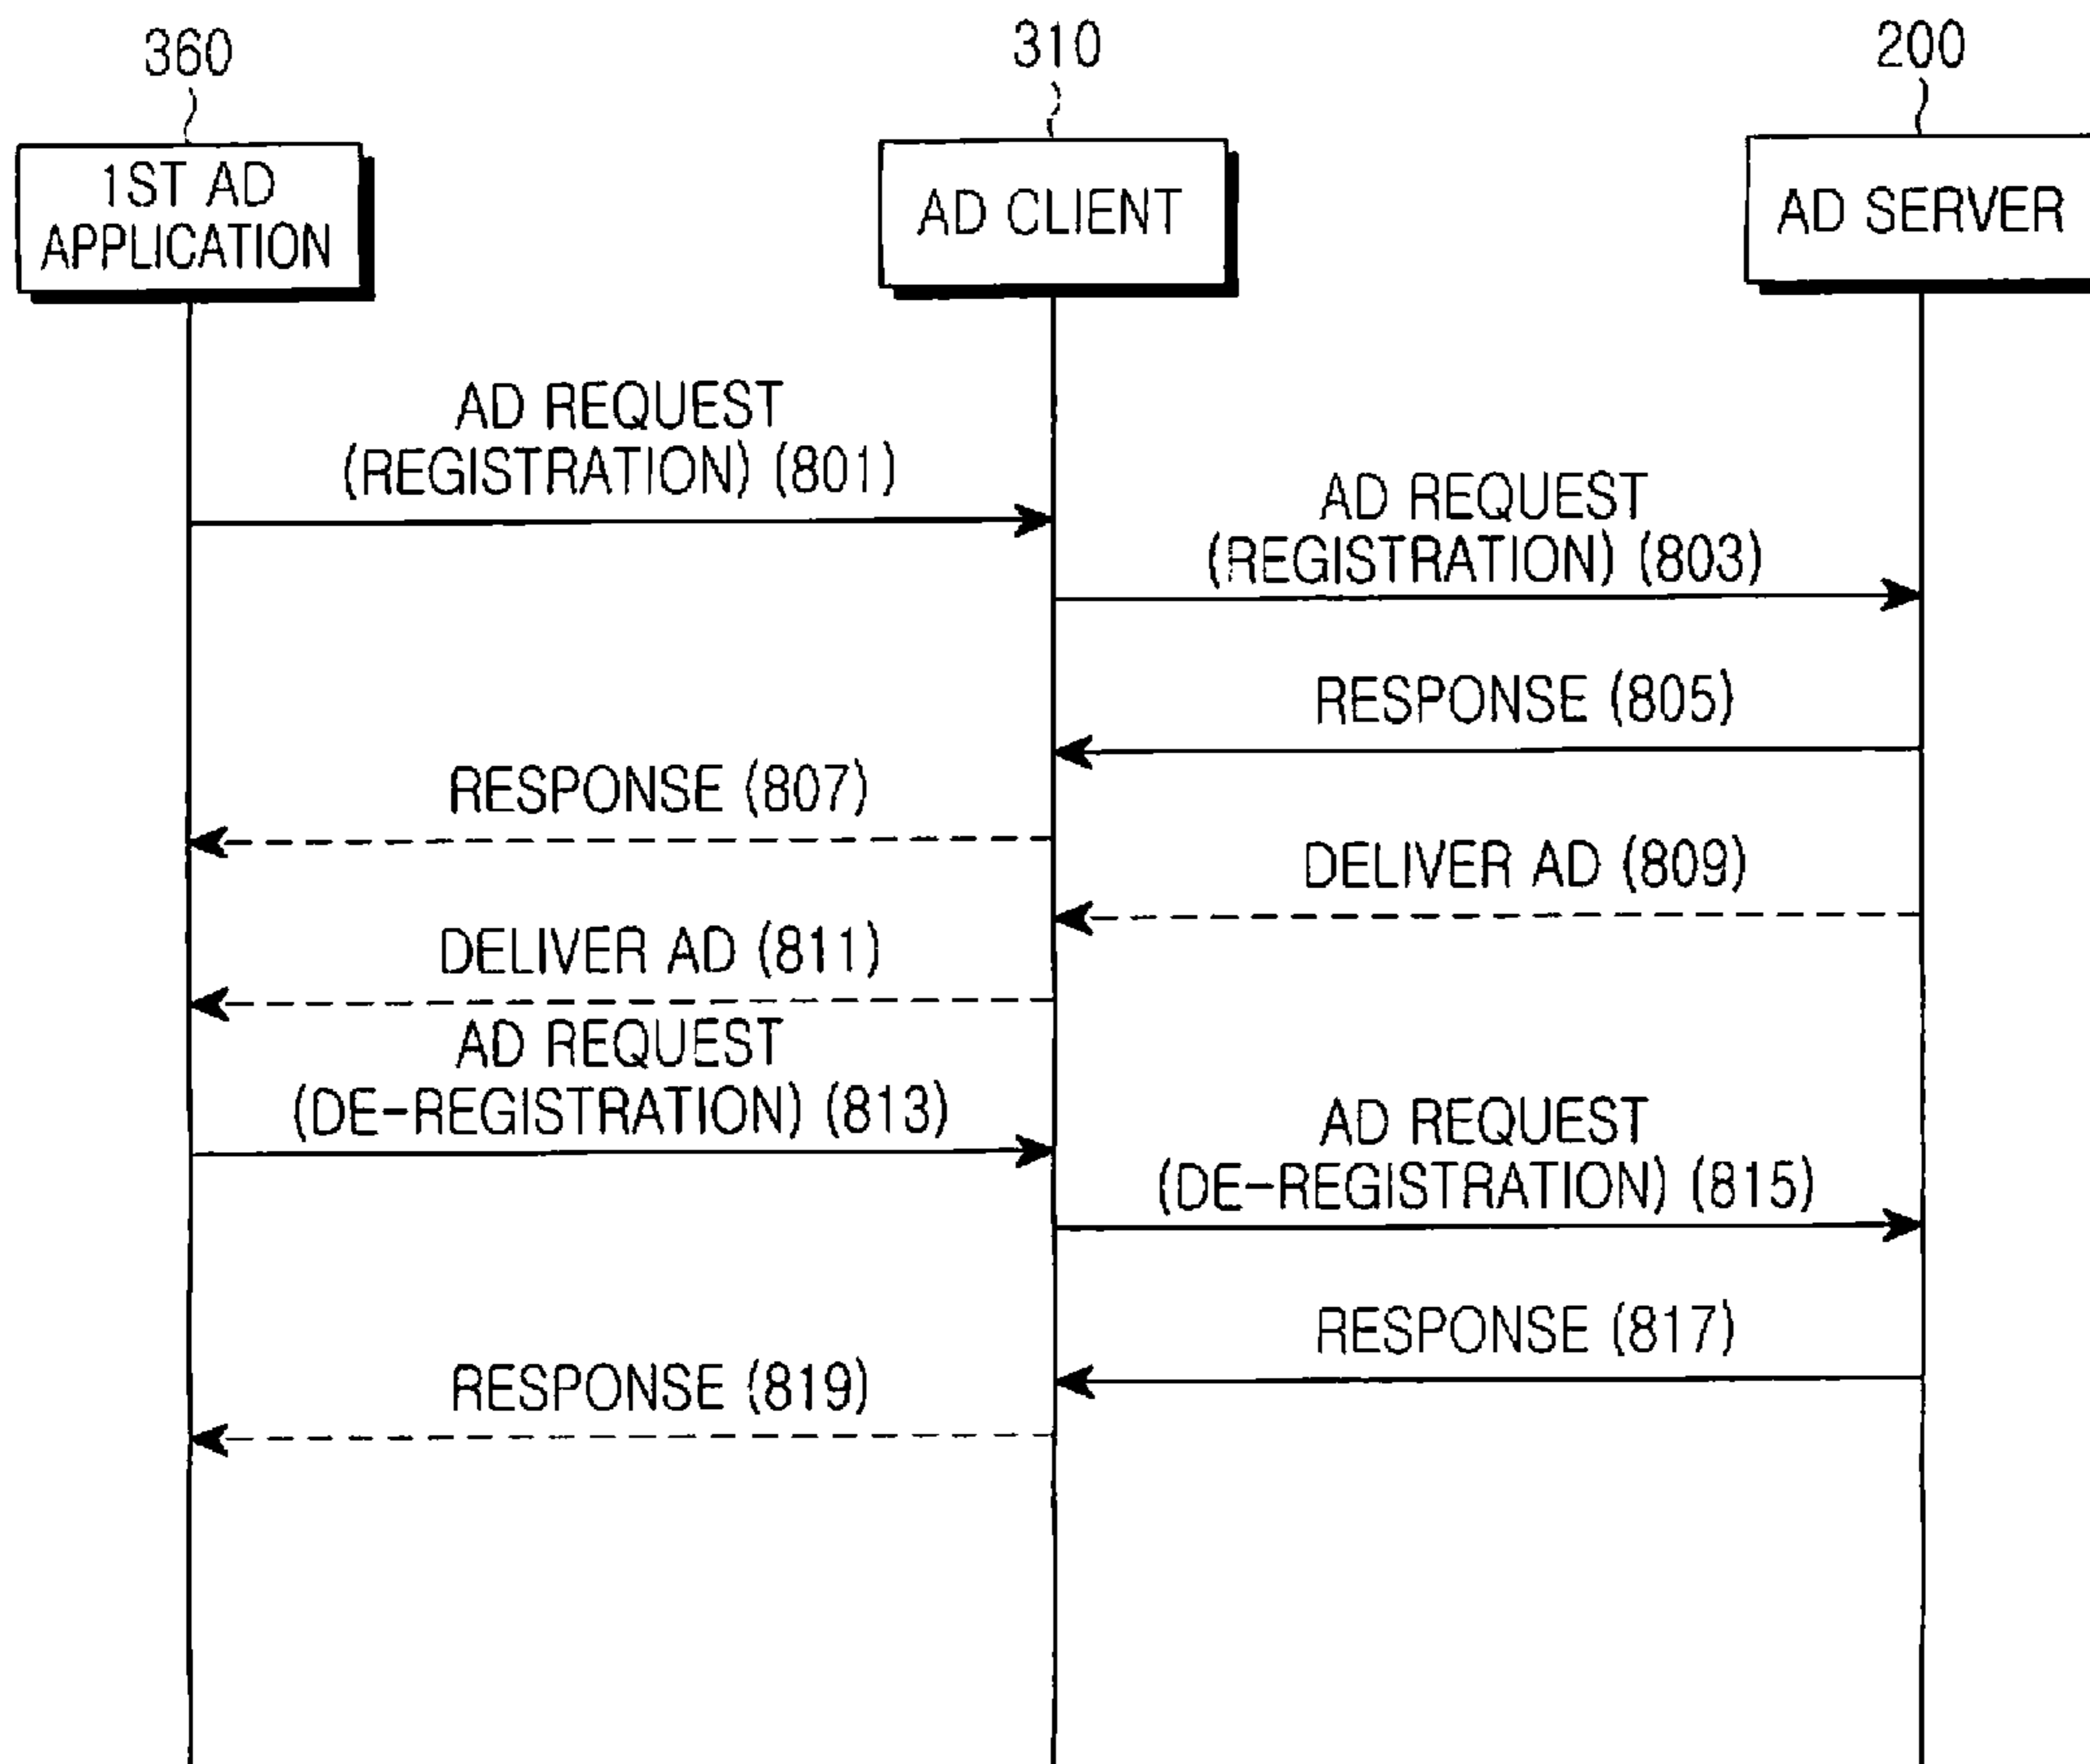 360
310
200
1ST AD
APPLICATION
AD CLIENT
AD SERVER
AD REQUEST
(REGISTRATION) (801)
AD REQUEST
(REGISTRATION) (803)
RESPONSE (805)
RESPONSE (807)
DELIVER AD (809)
DELIVER AD (811)
AD REQUEST
(DE-REGISTRATION) (813)
AD REQUEST
(DE-REGISTRATION) (815)
RESPONSE (817)
RESPONSE (819)